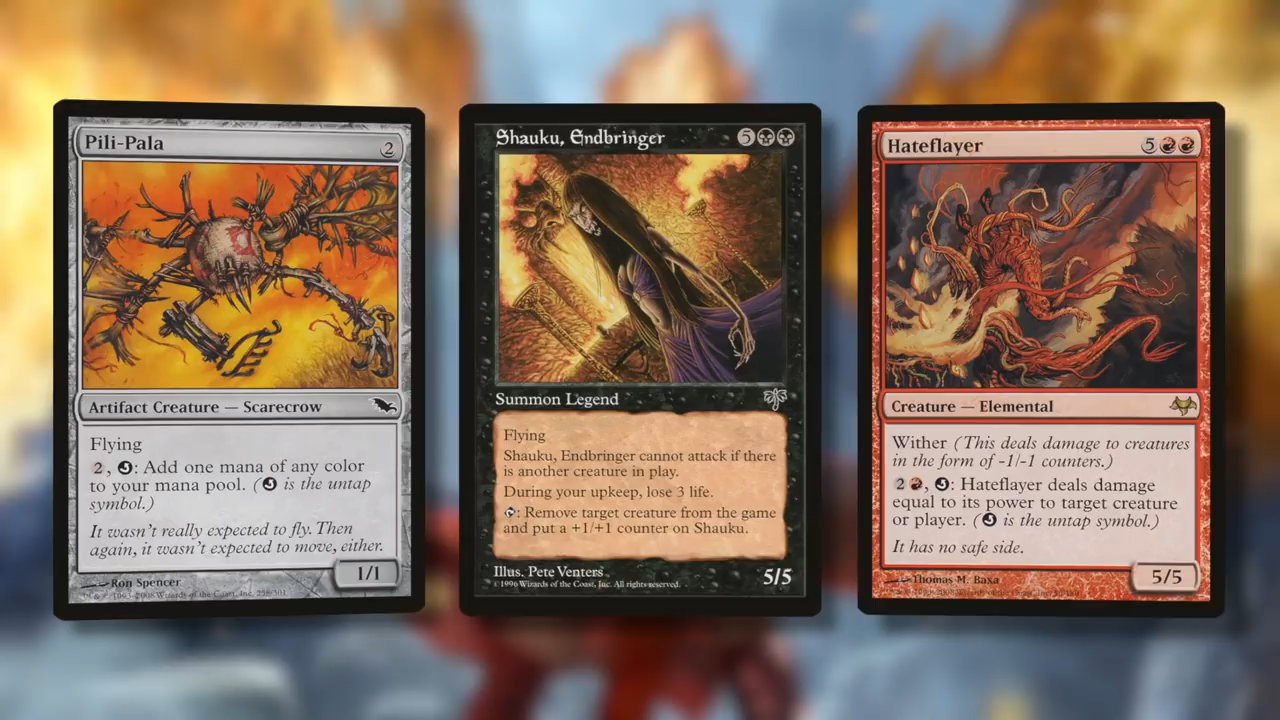 Pili-Pala
2
Artifact Creature — Scarecrow
Flying
2, : Add one mana of any color
to your mana pool. ( is the untap
symbol.)
It wasn't really expected to fly. Then
again, it wasn't expected to move, either.
Ron Spencer
1/1
Shauku, Endbringer
5
Summon Legend
Flying
Shauku, Endbringer cannot attack if there
is another creature in play.
During your upkeep, lose 3 life.
: Remove target creature from the game
and put a +1/+1 counter on Shauku.
Illus. Pete Venters
©1996 Wizards of the Coast, Inc. All rights reserved.
5/5
Hateflayer
5
Creature — Elemental
Wither (This deals damage to creatures
in the form of -1/-1 counters.)
2 , : Hateflayer deals damage
equal to its power to target creature
or player. ( is the untap symbol.)
It has no safe side.
Thomas M. Baxa
5/5